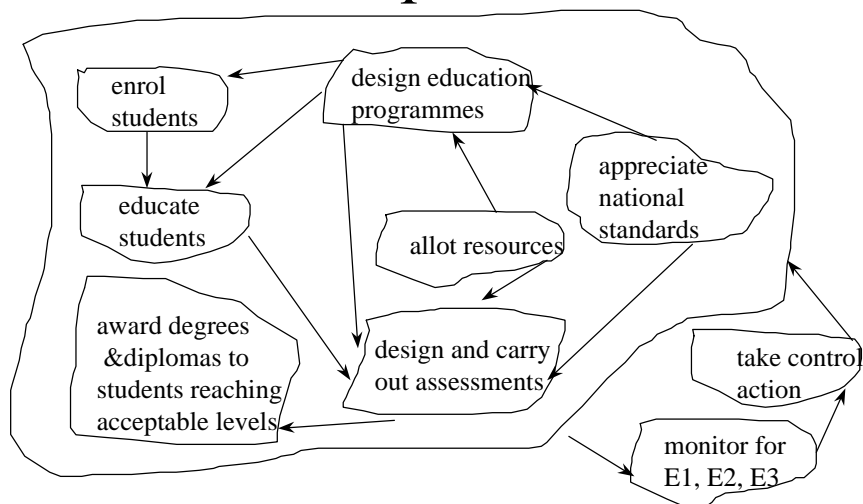 enrol
students
design education
programmes
appreciate
national
standards
educate
students
allot resources
award degrees
&diplomas to
students reaching
acceptable levels
design and carry
out assessments
take control
action
monitor for
E1, E2, E3